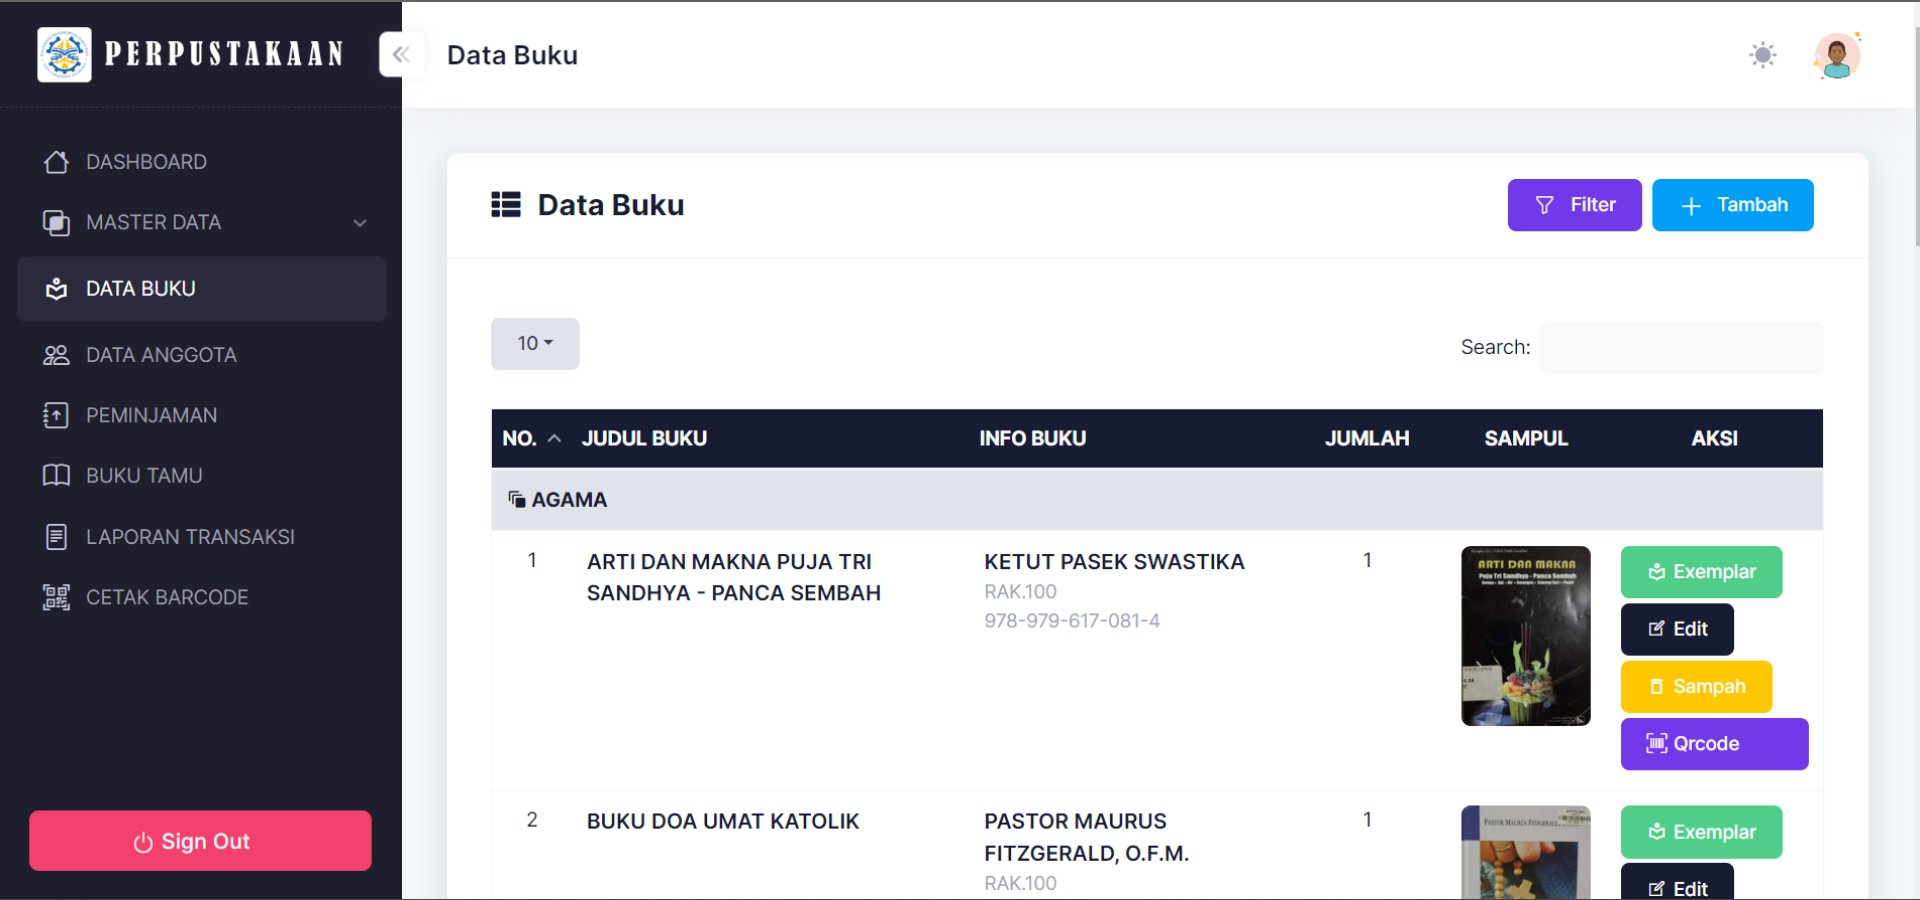 PERPUSTAKAAN
Data Buku
DASHBOARD
MASTER DATA
DATA BUKU
DATA ANGGOTA
PEMINJAMAN
BUKU TAMU
LAPORAN TRANSAKSI
CETAK BARCODE
Sign Out
Data Buku
Filter
Tambah
10
Search:
NO. JUDUL BUKU INFO BUKU JUMLAH SAMPUL AKSI
AGAMA
1
ARTI DAN MAKNA PUJA TRI
SANDHYA - PANCA SEMBAH
KETUT PASEK SWASTIKA
RAK.100
978-979-617-081-4
1
ARTI DAN MAKNA
Puja Tri Sandhya - Panca Sembah
Exemplar
Edit
Sampah
Qrcode
2
BUKU DOA UMAT KATOLIK
PASTOR MAURUS
FITZGERALD, O.F.M.
RAK.100
1
PASTOR MAURUS FITZGERALD
Exemplar
Edit